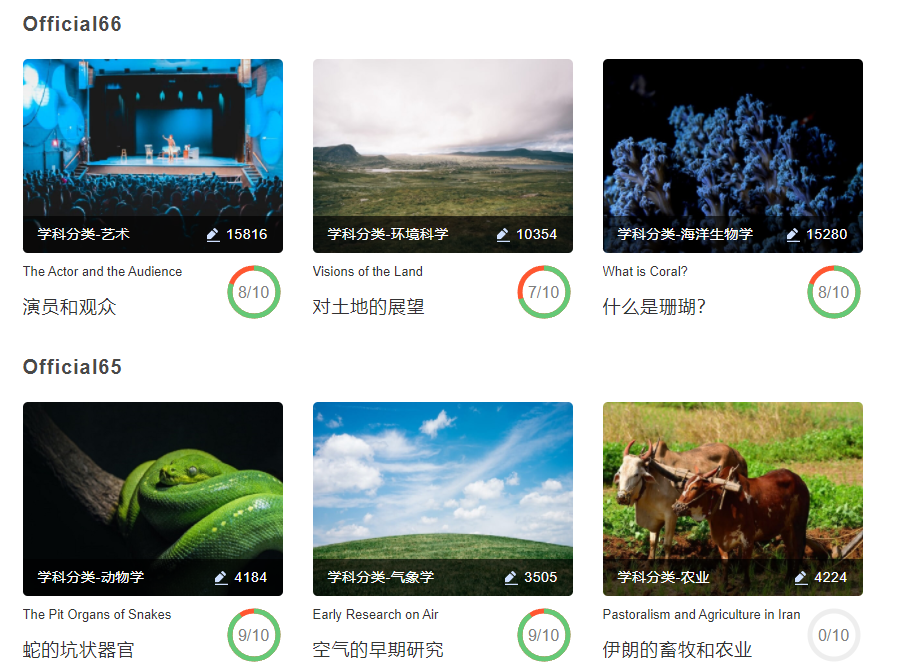 Official66
学科分类-艺术 15816
学科分类-环境科学 10354
学科分类-海洋生物学 15280
The Actor and the Audience
8/10
演员和观众
Visions of the Land
7/10
对土地的展望
What is Coral?
8/10
什么是珊瑚?
Official65
学科分类-动物学 4184
学科分类-气象学 3505
学科分类-农业 4224
The Pit Organs of Snakes
9/10
蛇的坑状器官
Early Research on Air
9/10
空气的早期研究
Pastoralism and Agriculture in Iran
0/10
伊朗的畜牧和农业